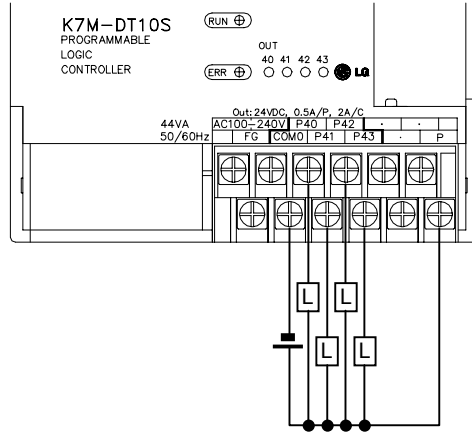 K7M-DT10S
PROGRAMMABLE
LOGIC
CONTROLLER
RUN
ERR
OUT
40 41 42 43
LG
Out: 24VDC, 0.5A/P, 2A/C
44VA AC100-240V P40 P42 . . .
50/60Hz FG COM0 P41 P43 . P
L L
L L